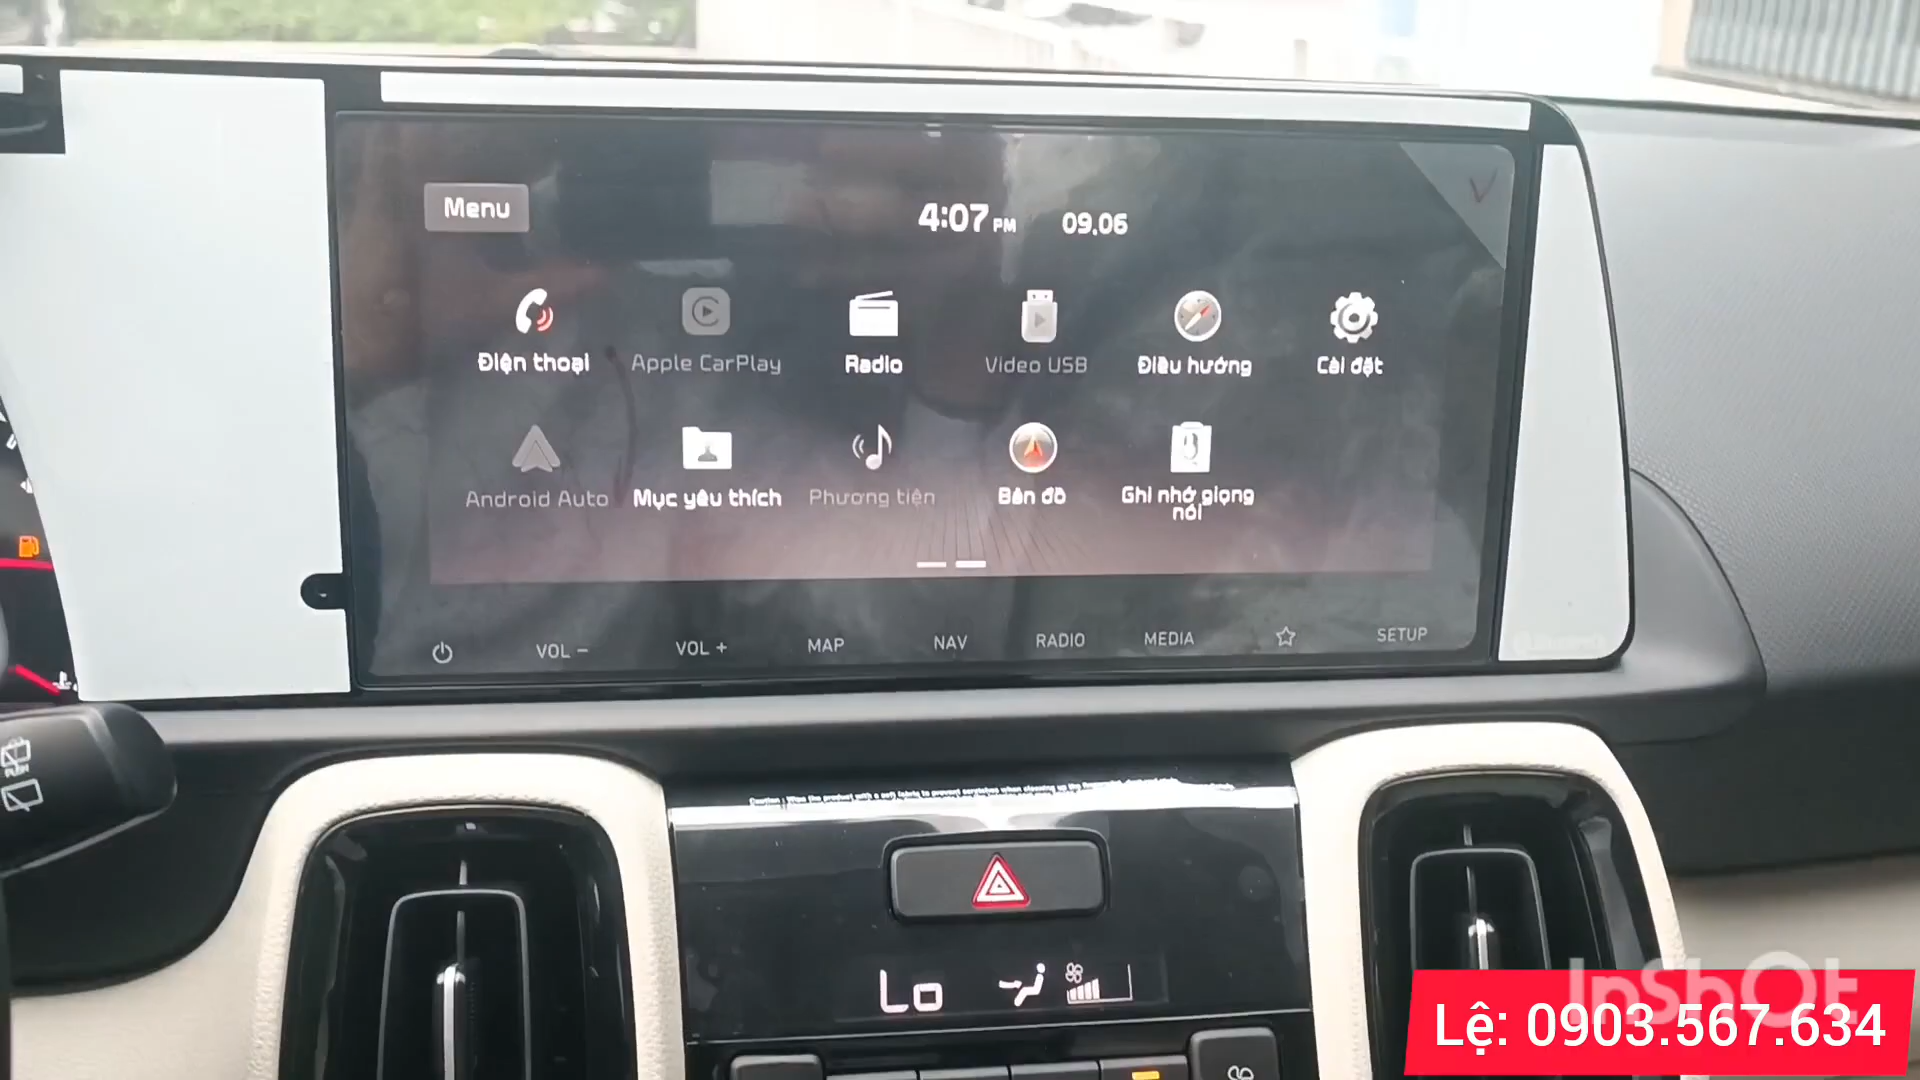 Menu
4:07 PM 09.06
Điện thoại
Apple CarPlay
Radio
Video USB
Điều hướng
Cài đặt
Android Auto
Mục yêu thích
Phương tiện
Bản đồ
Ghi nhớ giọng
nói
VOL –
VOL +
MAP
NAV
RADIO
MEDIA
SETUP
PUSH
Lo
InShOt
Lệ: 0903.567.634